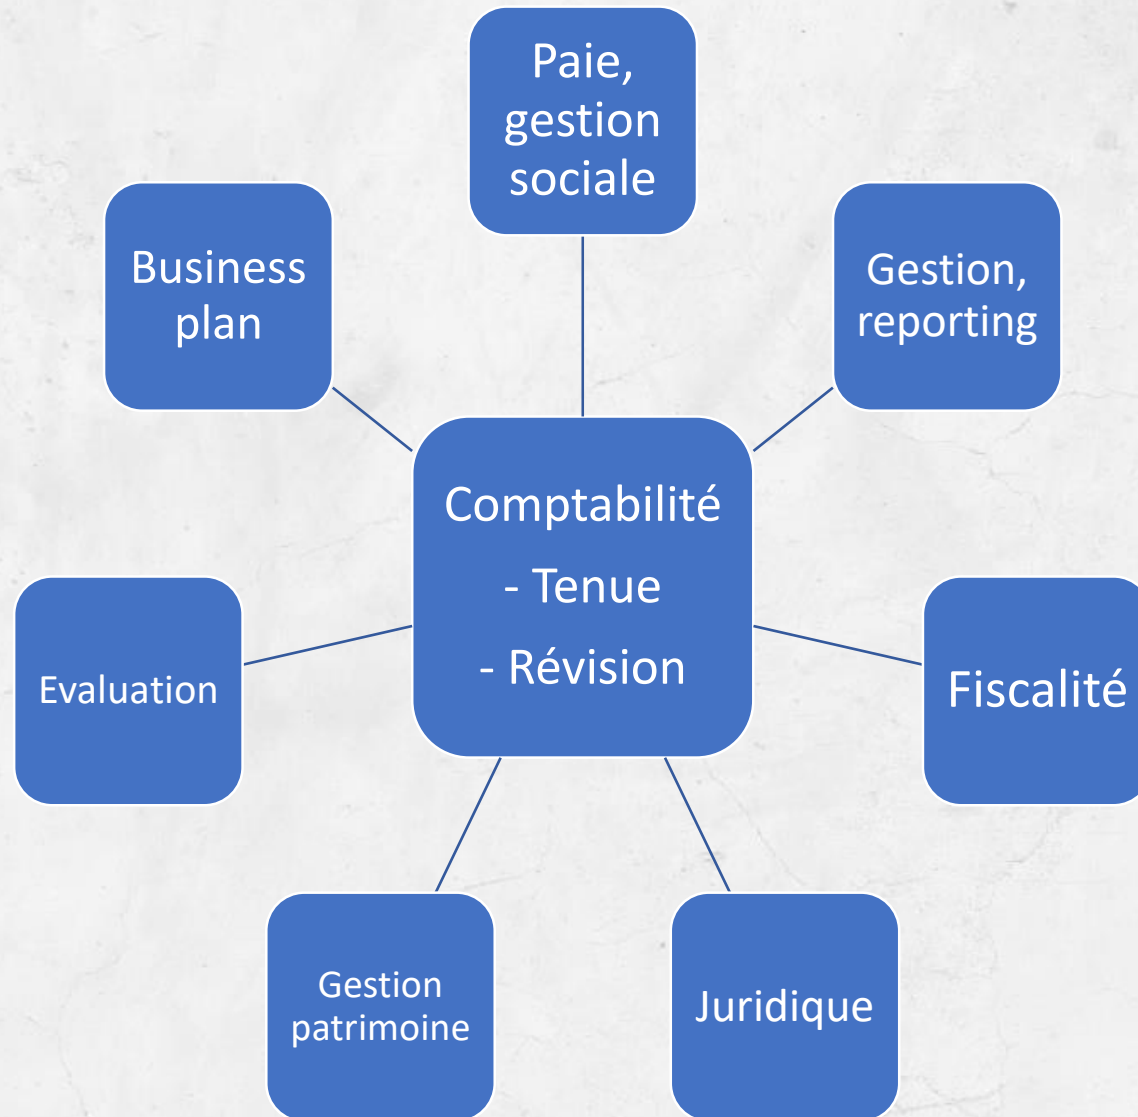 Paie,
gestion
sociale
Business
plan
Gestion,
reporting
Comptabilité
- Tenue
- Révision
Evaluation
Fiscalité
Gestion
patrimoine
Juridique